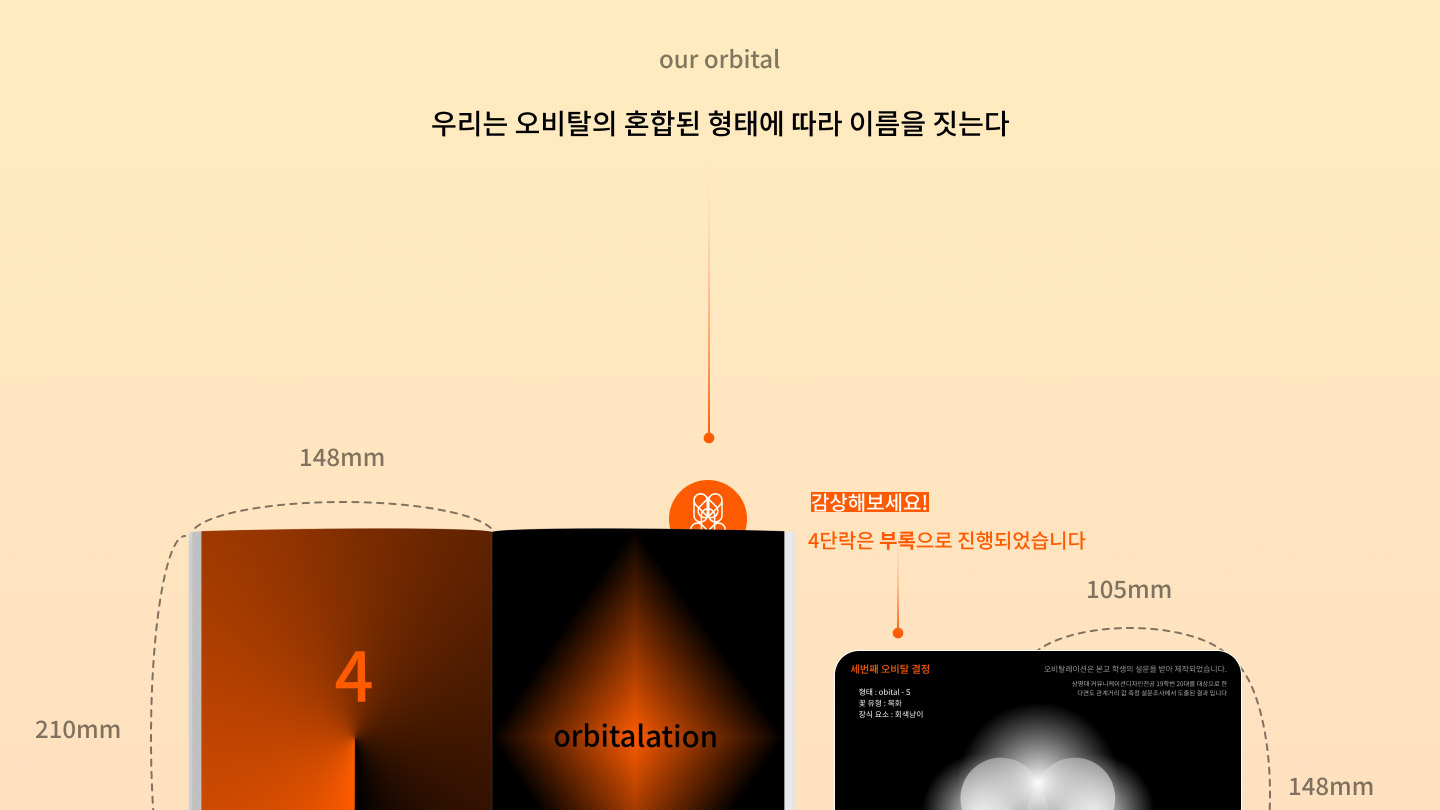 our orbital
우리는 오비탈의 혼합된 형태에 따라 이름을 짓는다
148mm
감상해보세요!
4단락은 부록으로 진행되었습니다
105mm
4
210mm
orbitalation
세번째 오비탈 결정
오비탈레이션은 본교 학생의 설문을 받아 제작되었습니다.
상명대 커뮤니케이션디자인전공 19학번 20대를 대상으로 한
다면도 관계거리 값 측정 설문조사에서 도출된 결과 입니다
형태 : obital - S
꽃 유형 : 목화
장식 요소 : 회색냥이
148mm